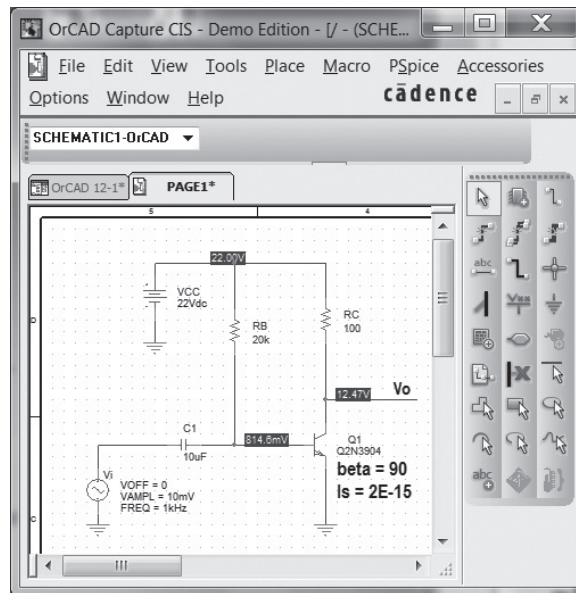 OrCAD Capture CIS - Demo Edition - [/ - (SCHE...
File Edit View Tools Place Macro PSpice Accessories
Options Window Help
cādence
SCHEMATIC1-OrCAD
OrCAD 12-1*
PAGE1*
5
4
22.00V
VCC
22Vdc
RB
20k
RC
100
D
D
12.47V
Vo
C1
10uF
814.6mV
Q1
Q2N3904
beta = 90
Is = 2E-15
Vi
VOFF = 0
VAMPL = 10mV
FREQ = 1kHz
C
C
abc
abc